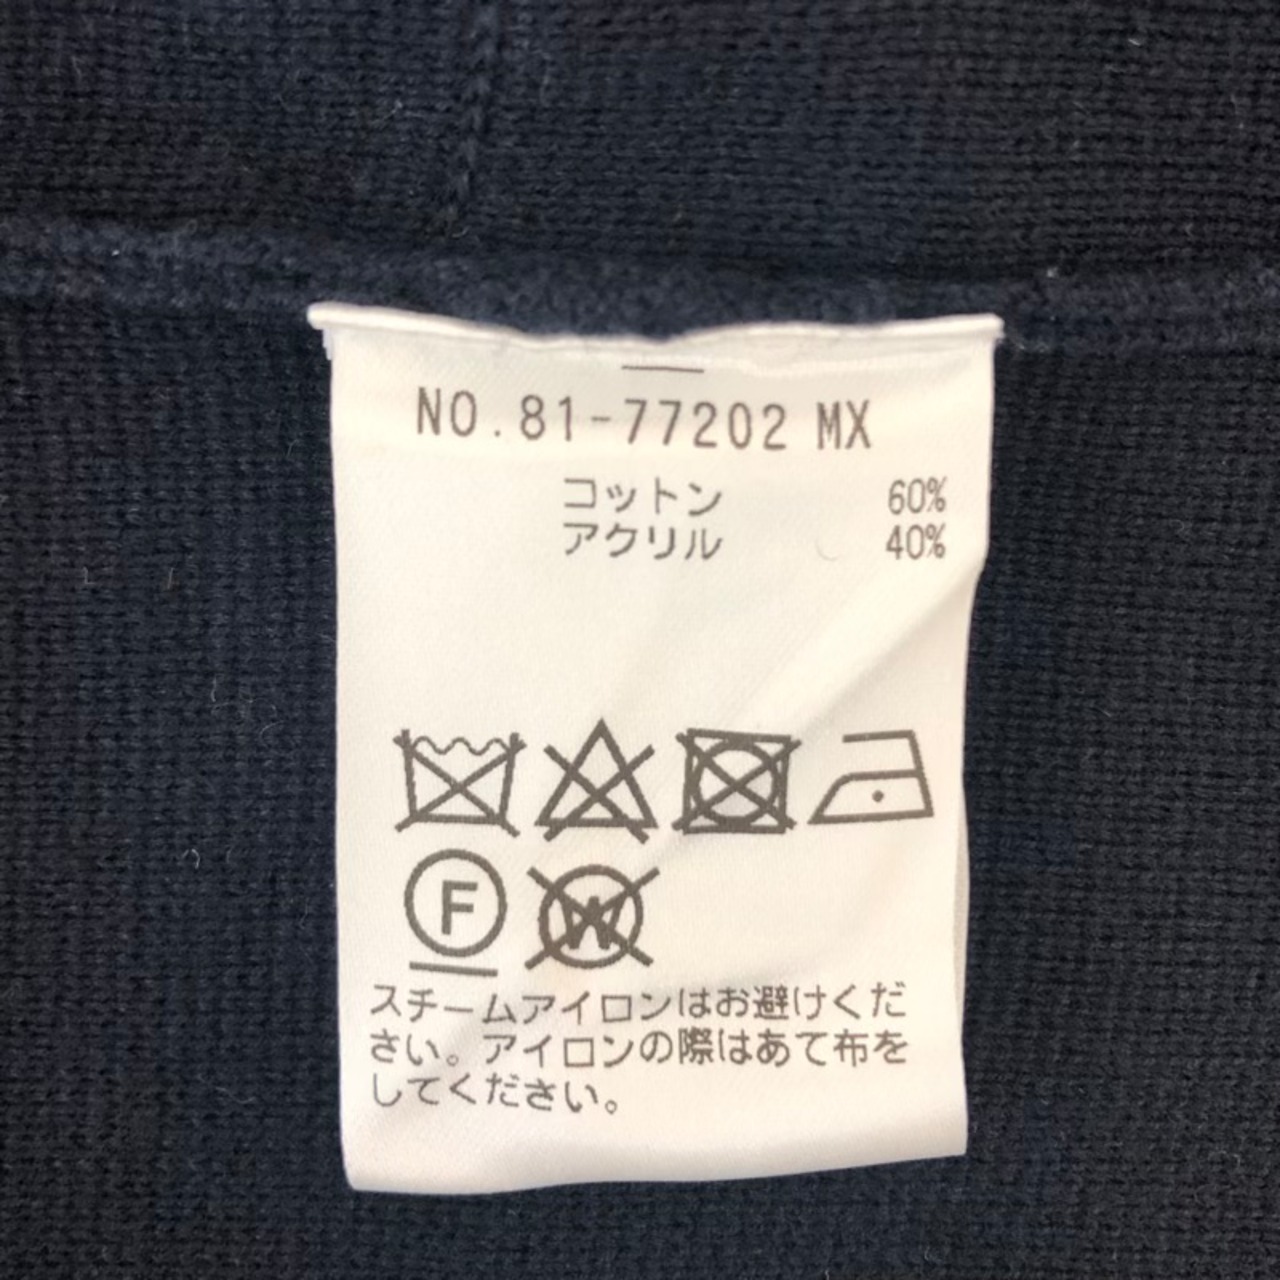 NO.81-77202 MX
コットン 60%
アクリル 40%
F W
スチームアイロンはお避けくだ
さい。アイロンの際はあて布を
してください。